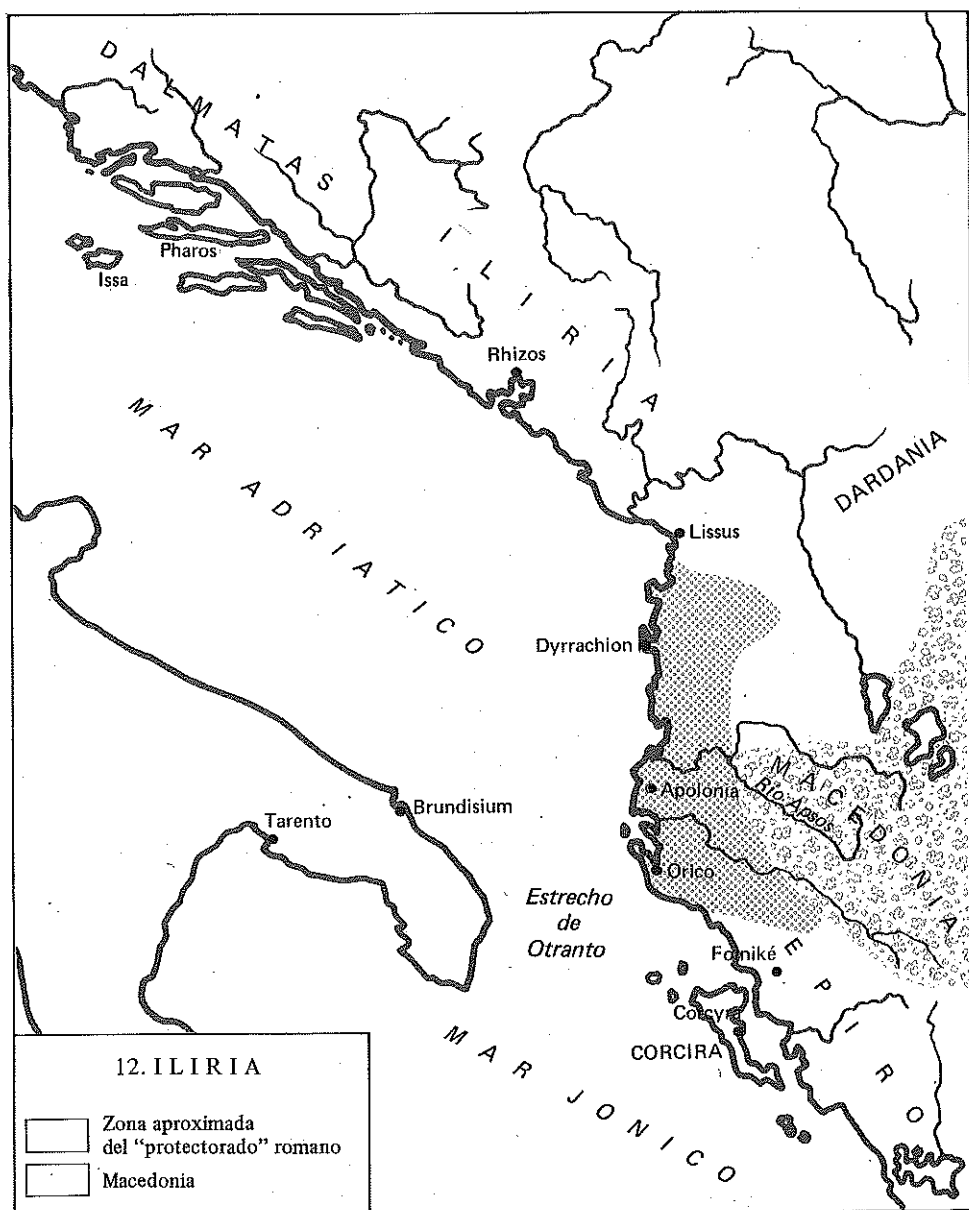 DALMATAS
ILIRIA
Pharos
Issa
Rhizos
MAR ADRIATICO
DARDANIA
Lissus
Dyrrachion
MACEDONIA
Apolonia
Río Apsos
Brundisium
Tarento
Orico
Estrecho
de
Otranto
Foiniké
EPIRO
Corcyra
CORCIRA
MAR JONICO
12. ILIRIA
Zona aproximada
del “protectorado” romano
Macedonia